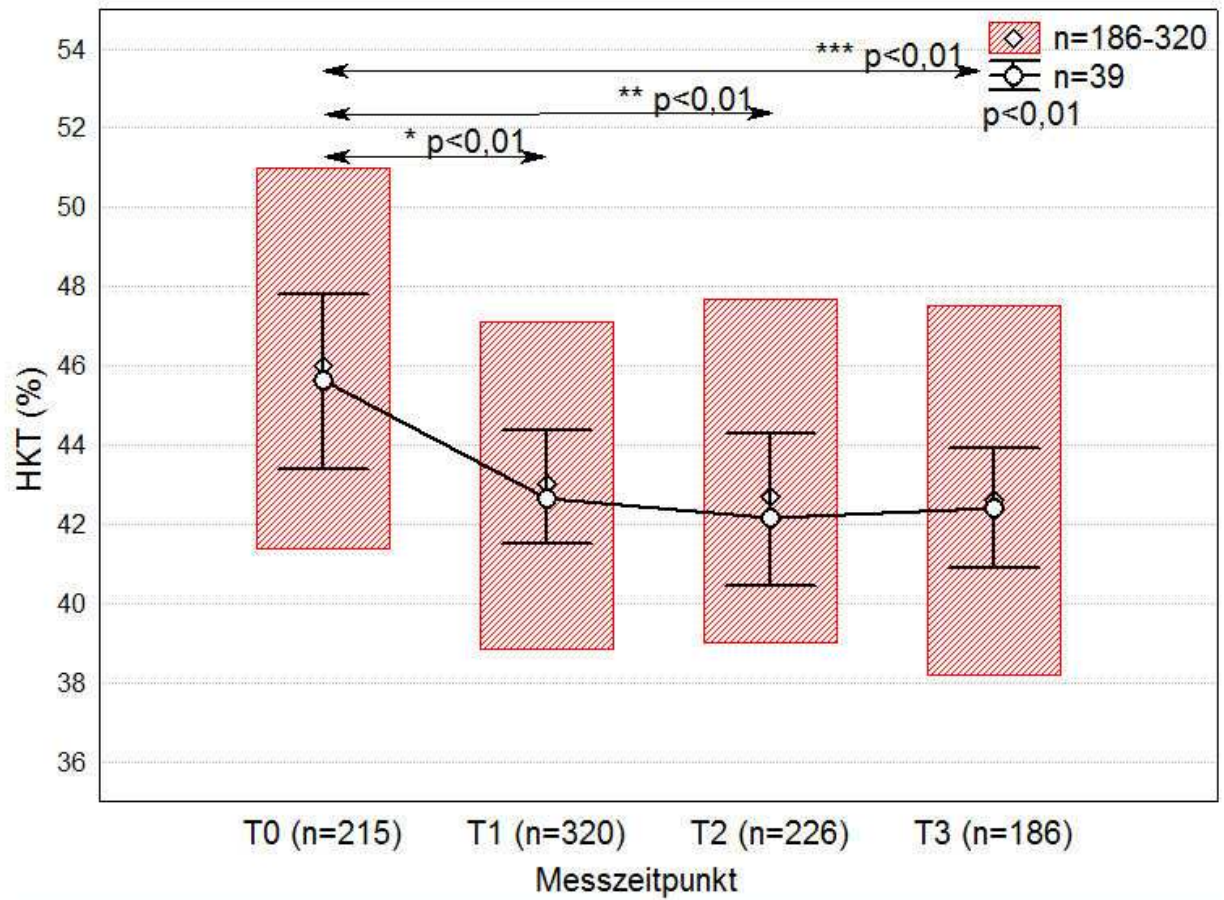 54
52
50
48
46
44
42
40
38
36
HKT (%)
n=186-320
n=39
p<0,01
*** p<0,01
** p<0,01
* p<0,01
T0 (n=215)
T1 (n=320)
T2 (n=226)
T3 (n=186)
Messzeitpunkt